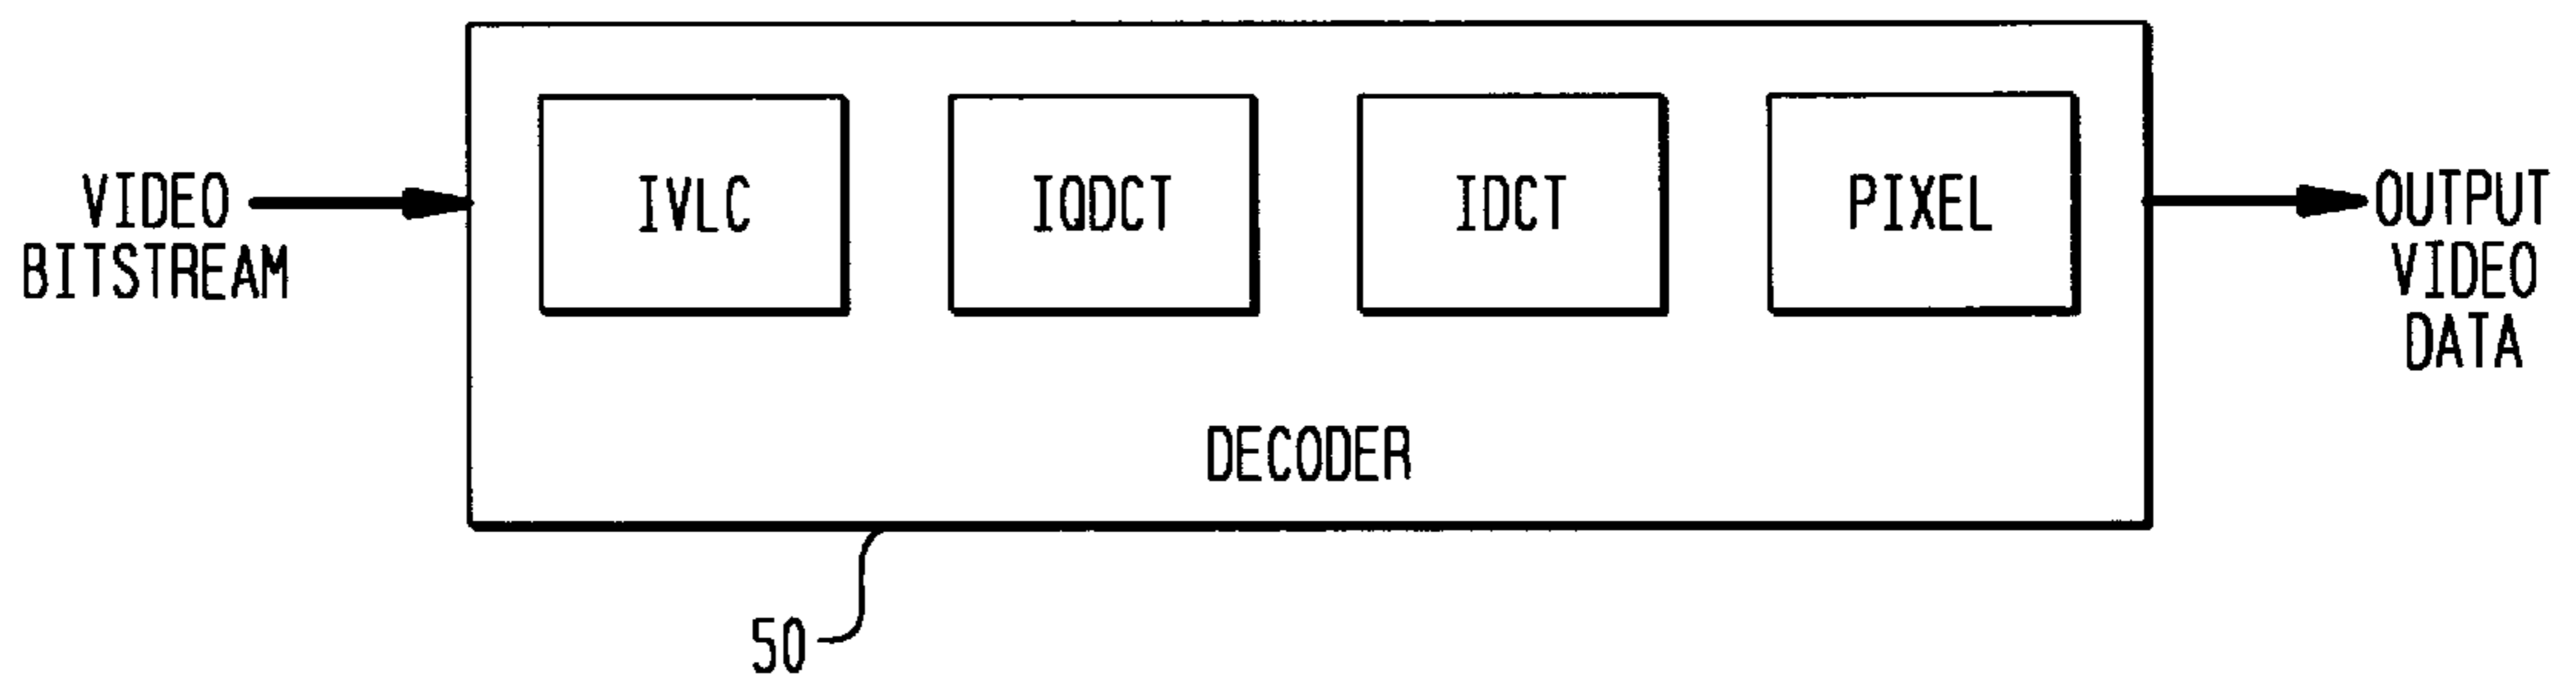 VIDEO
BITSTREAM
IVLC
IQDCT
IDCT
PIXEL
DECODER
OUTPUT
VIDEO
DATA
50